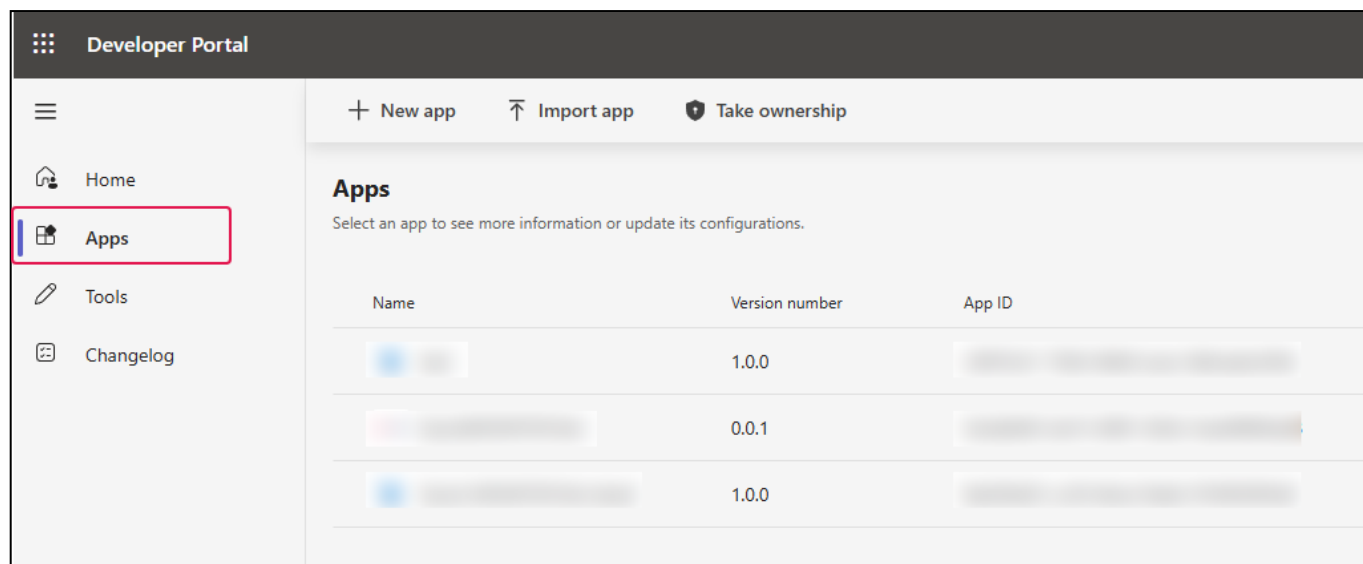 Developer Portal
New app Import app Take ownership
Home
Apps
Tools
Changelog
Apps
Select an app to see more information or update its configurations.
Name Version number App ID
1.0.0
0.0.1
1.0.0